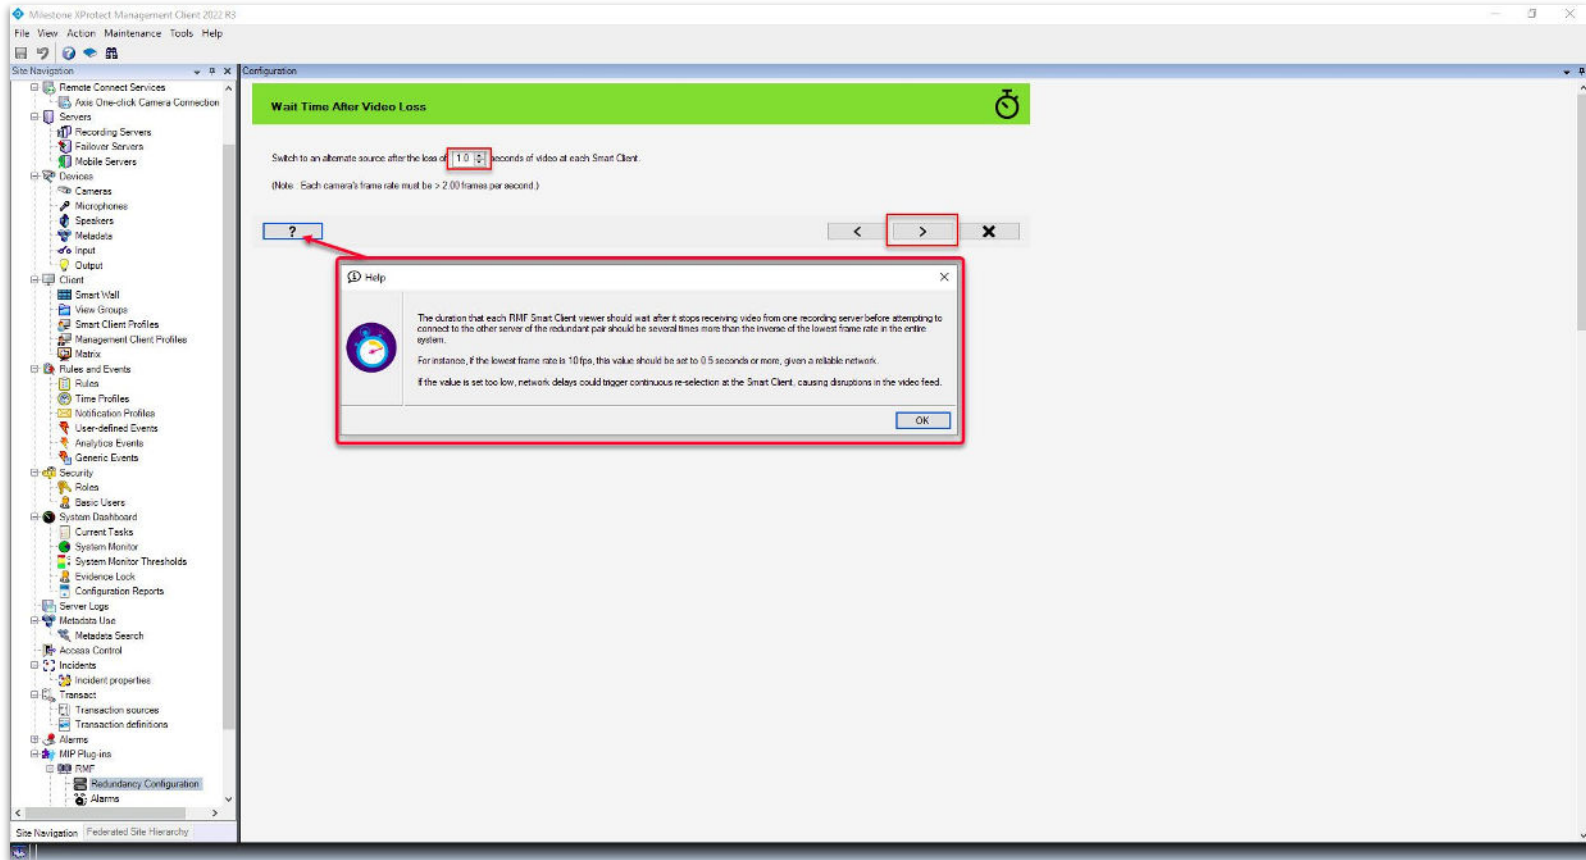 Milestone XProtect Management Client 2022 R3
File View Action Maintenance Tools Help
Site Navigation
Remote Connect Services
Axis One-click Camera Connection
Servers
Recording Servers
Failover Servers
Mobile Servers
Devices
Cameras
Microphones
Speakers
Metadata
Input
Output
Client
Smart Wall
View Groups
Smart Client Profiles
Management Client Profiles
Matrix
Rules and Events
Rules
Time Profiles
Notification Profiles
User-defined Events
Analytics Events
Generic Events
Security
Roles
Basic Users
System Dashboard
Current Tasks
System Monitor
System Monitor Thresholds
Evidence Lock
Configuration Reports
Server Logs
Metadata Use
Metadata Search
Access Control
Incidents
Incident properties
Transact
Transaction sources
Transaction definitions
Alarms
MIP Plug-ins
RMF
Redundancy Configuration
Alarms
Site Navigation Federated Site Hierarchy
Configuration
Wait Time After Video Loss
Switch to an alternate source after the loss of 1.0 seconds of video at each Smart Client.
(Note : Each camera's frame rate must be > 2.00 frames per second.)
? < >
Help
The duration that each RMF Smart Client viewer should wait after it stops receiving video from one recording server before attempting to
connect to the other server of the redundant pair should be several times more than the inverse of the lowest frame rate in the entire
system.
For instance, if the lowest frame rate is 10 fps, this value should be set to 0.5 seconds or more, given a reliable network.
If the value is set too low, network delays could trigger continuous re-selection at the Smart Client, causing disruptions in the video feed.
OK